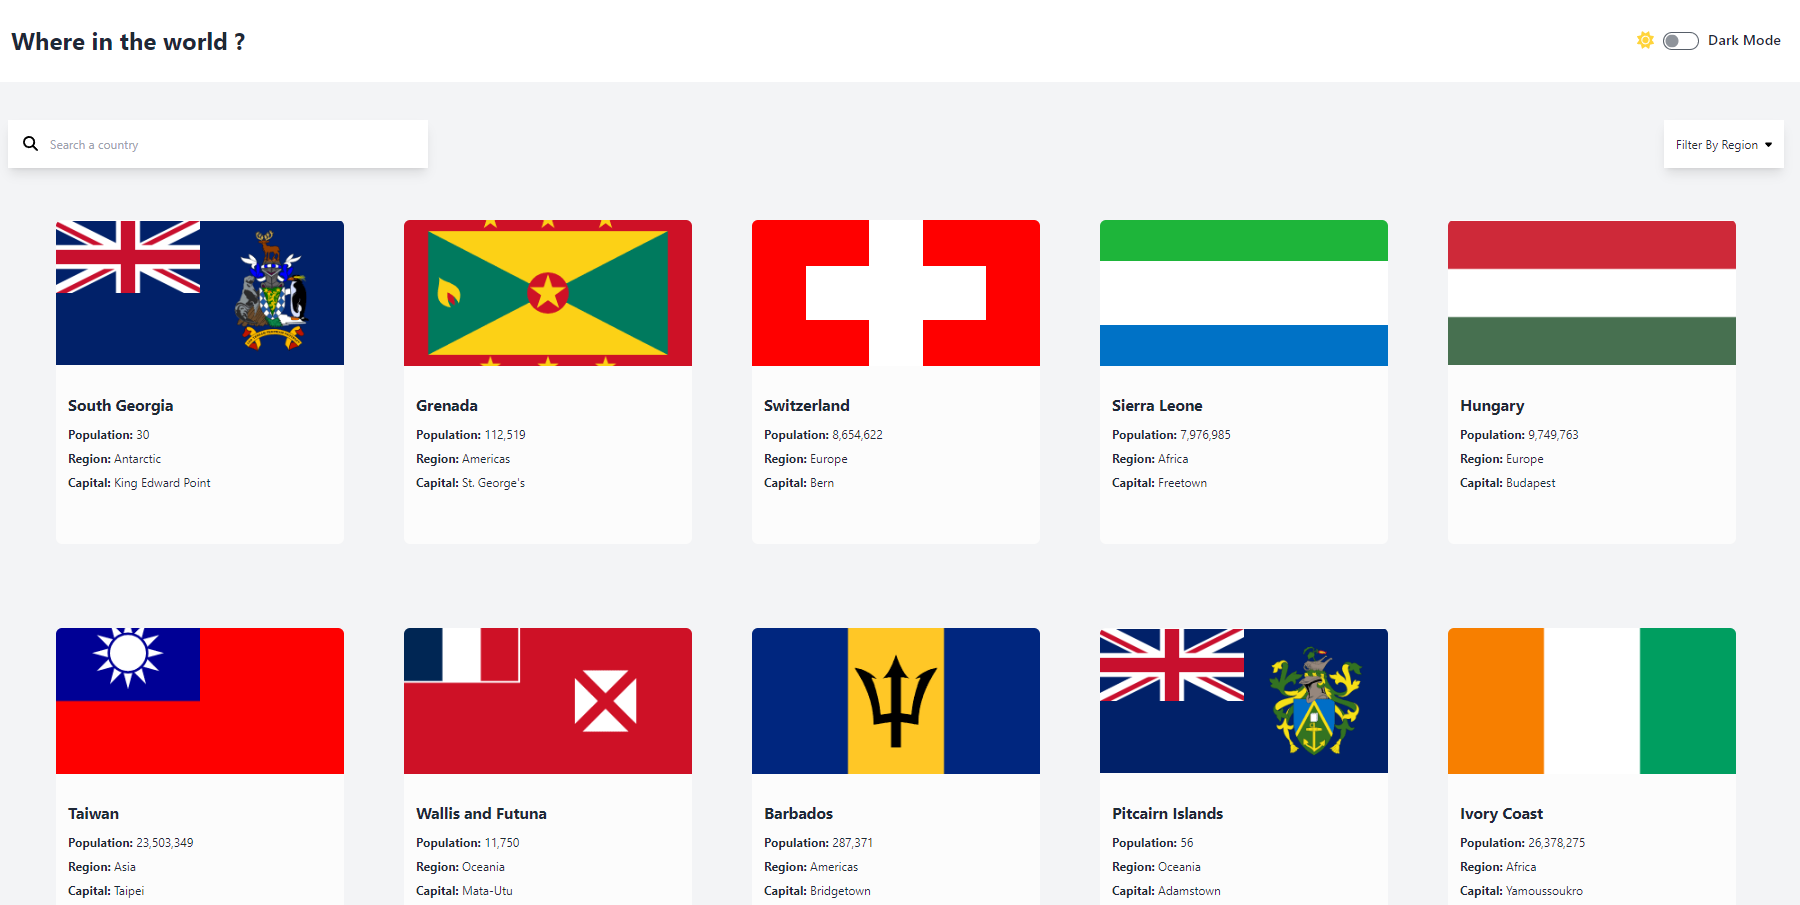 Where in the world ?
Dark Mode
Search a country
Filter By Region
South Georgia
Population: 30
Region: Antarctic
Capital: King Edward Point
Grenada
Population: 112,519
Region: Americas
Capital: St. George's
Switzerland
Population: 8,654,622
Region: Europe
Capital: Bern
Sierra Leone
Population: 7,976,985
Region: Africa
Capital: Freetown
Hungary
Population: 9,749,763
Region: Europe
Capital: Budapest
Taiwan
Population: 23,503,349
Region: Asia
Capital: Taipei
Wallis and Futuna
Population: 11,750
Region: Oceania
Capital: Mata-Utu
Barbados
Population: 287,371
Region: Americas
Capital: Bridgetown
Pitcairn Islands
Population: 56
Region: Oceania
Capital: Adamstown
Ivory Coast
Population: 26,378,275
Region: Africa
Capital: Yamoussoukro